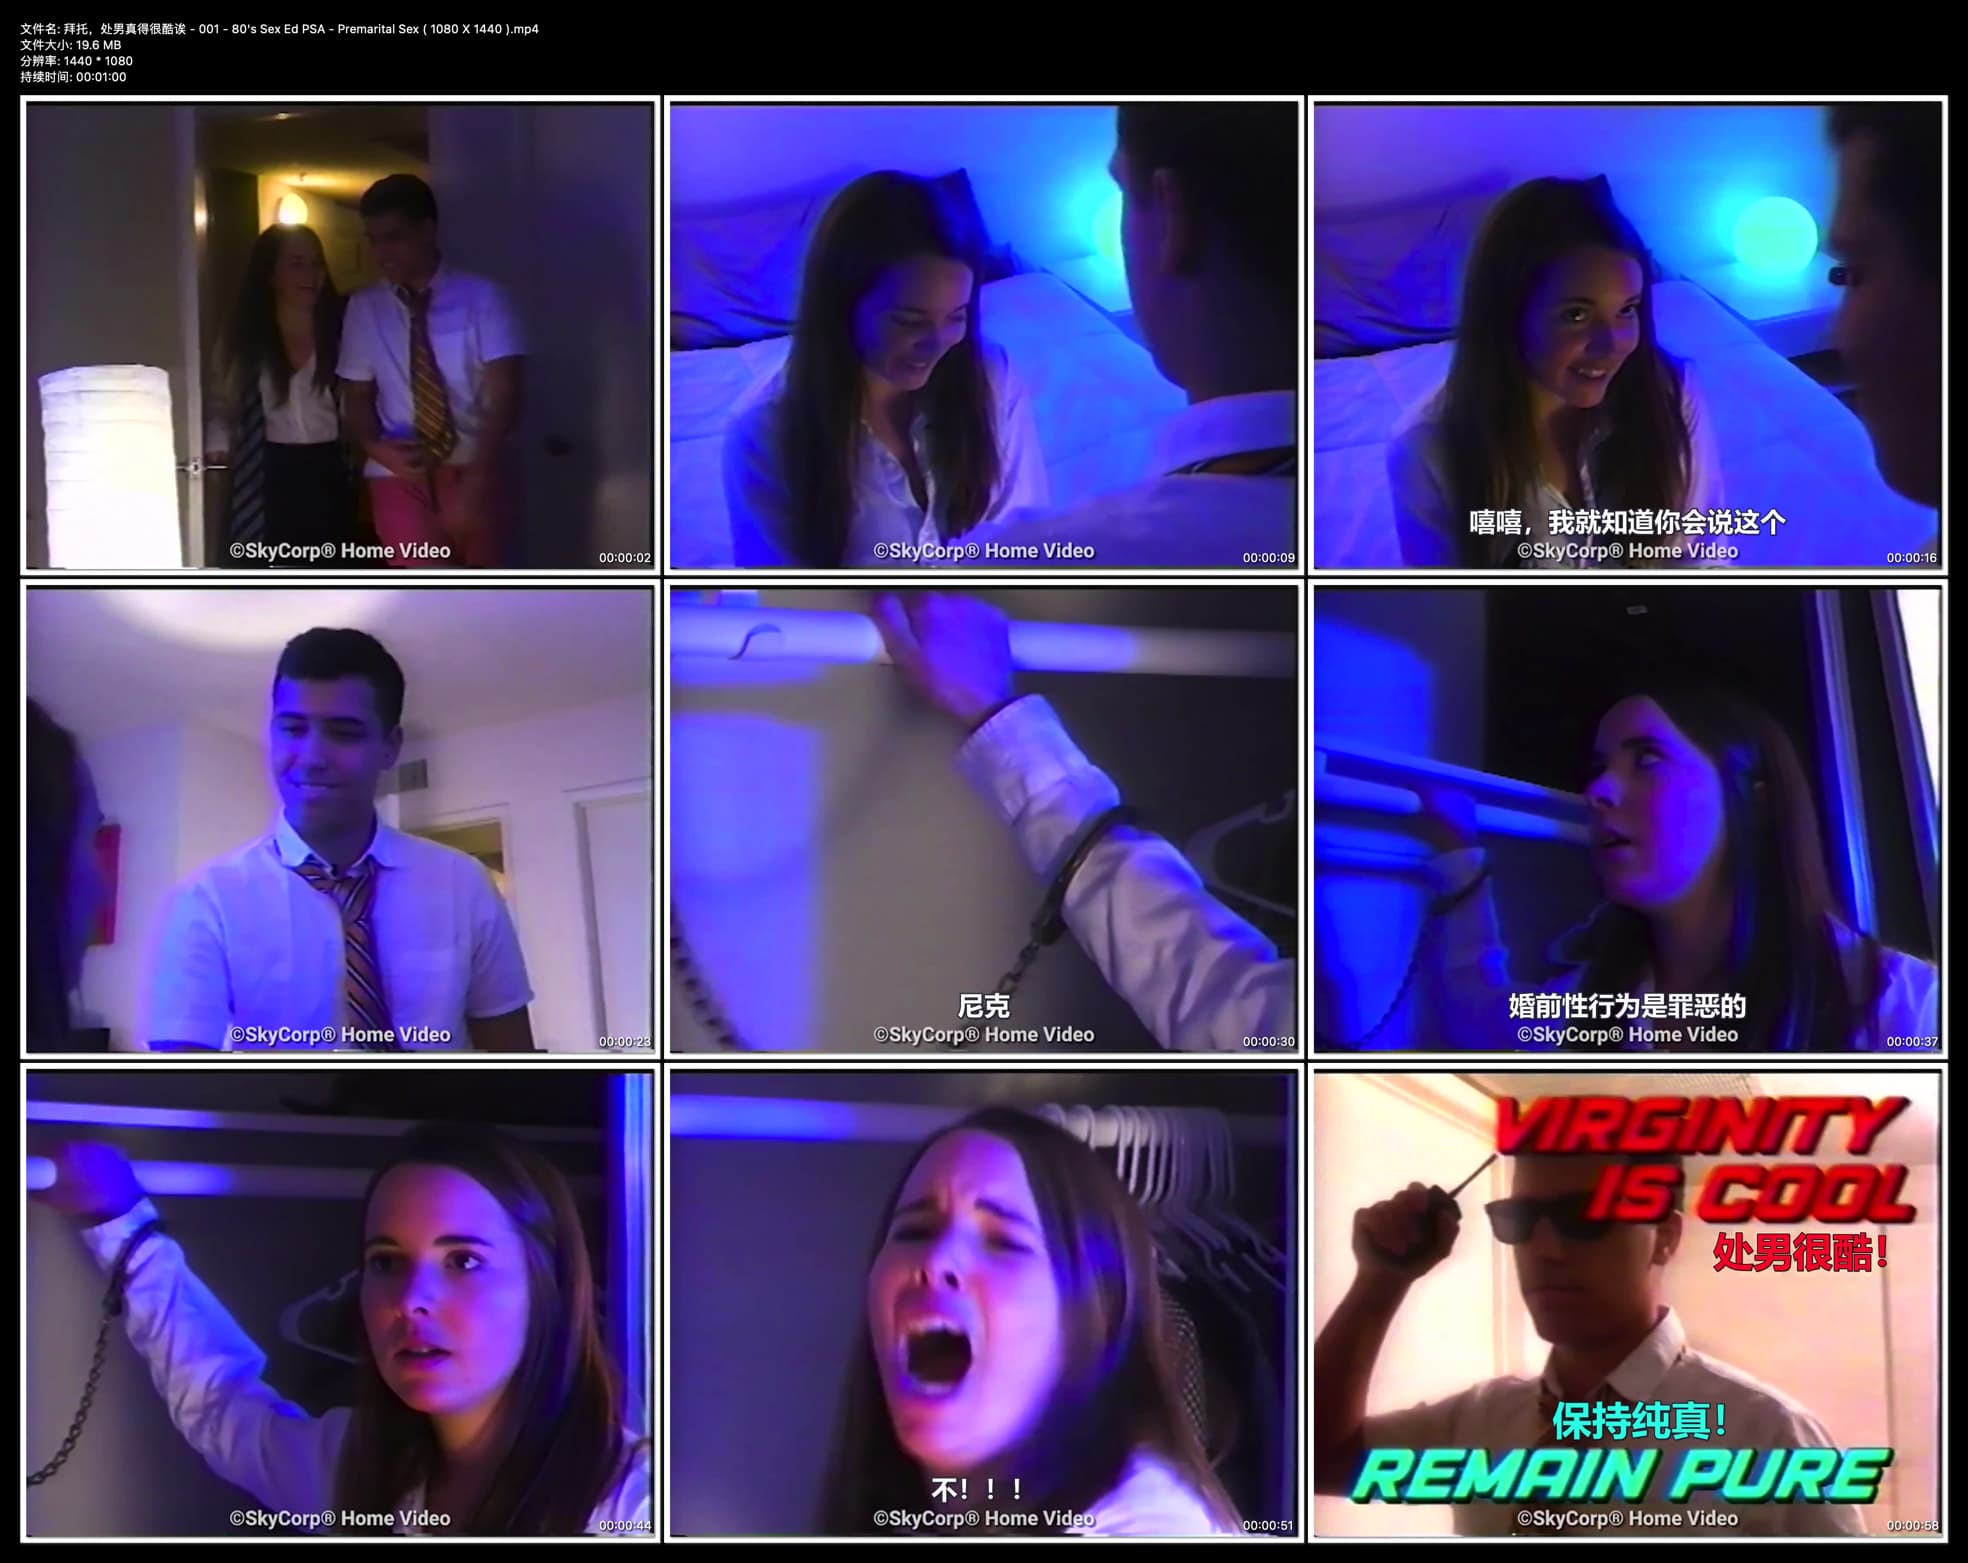 文件名: 拜托，处男真得很酷诶 - 001 - 80's Sex Ed PSA - Premarital Sex ( 1080 X 1440 ).mp4
文件大小: 19.6 MB
分辨率: 1440 * 1080
持续时间: 00:01:00
©SkyCorp® Home Video
00:00:02
©SkyCorp® Home Video
00:00:09
嘻嘻，我就知道你会说这个
©SkyCorp® Home Video
00:00:16
©SkyCorp® Home Video
00:00:23
尼克
©SkyCorp® Home Video
00:00:30
婚前性行为是罪恶的
©SkyCorp® Home Video
00:00:37
©SkyCorp® Home Video
00:00:44
不！！！
©SkyCorp® Home Video
00:00:51
VIRGINITY
IS COOL
处男很酷！
保持纯真！
REMAIN PURE
©SkyCorp® Home Video
00:00:58